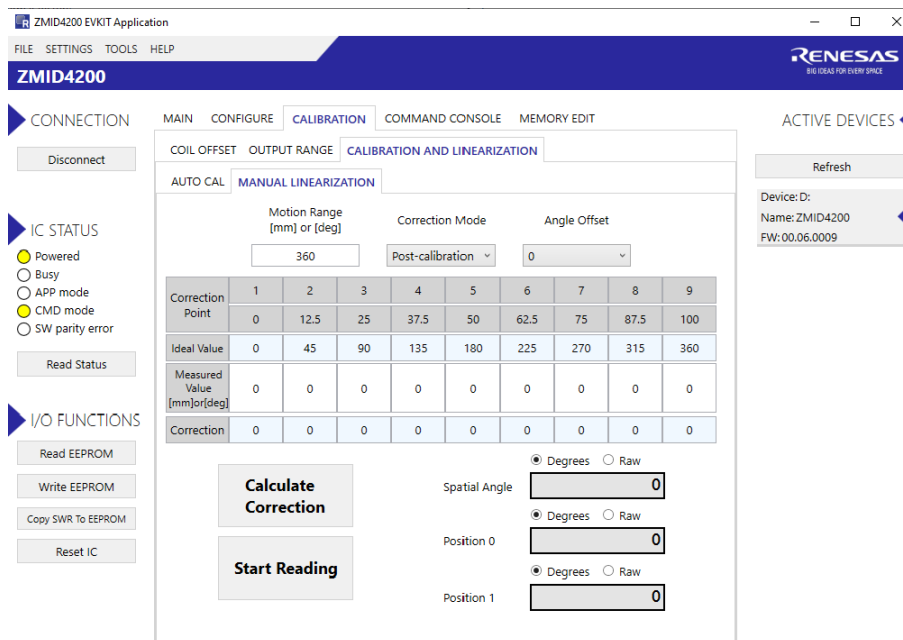 ZMID4200 EVKIT Application
FILE SETTINGS TOOLS HELP
ZMID4200
RENESAS
BIG IDEAS FOR EVERY SPACE
CONNECTION
Disconnect
IC STATUS
Powered
Busy
APP mode
CMD mode
SW parity error
Read Status
I/O FUNCTIONS
Read EEPROM
Write EEPROM
Copy SWR To EEPROM
Reset IC
MAIN CONFIGURE CALIBRATION COMMAND CONSOLE MEMORY EDIT
COIL OFFSET OUTPUT RANGE CALIBRATION AND LINEARIZATION
AUTO CAL MANUAL LINEARIZATION
Motion Range
[mm] or [deg]
Correction Mode
Angle Offset
360
Post-calibration
0
Correction
Point
1 2 3 4 5 6 7 8 9
0 12.5 25 37.5 50 62.5 75 87.5 100
Ideal Value 0 45 90 135 180 225 270 315 360
Measured
Value
[mm]or[deg]
0 0 0 0 0 0 0 0 0
Correction 0 0 0 0 0 0 0 0 0
Calculate
Correction
Start Reading
Degrees Raw
Spatial Angle 0
Degrees Raw
Position 0 0
Degrees Raw
Position 1 0
ACTIVE DEVICES
Refresh
Device: D:
Name: ZMID4200
FW: 00.06.0009